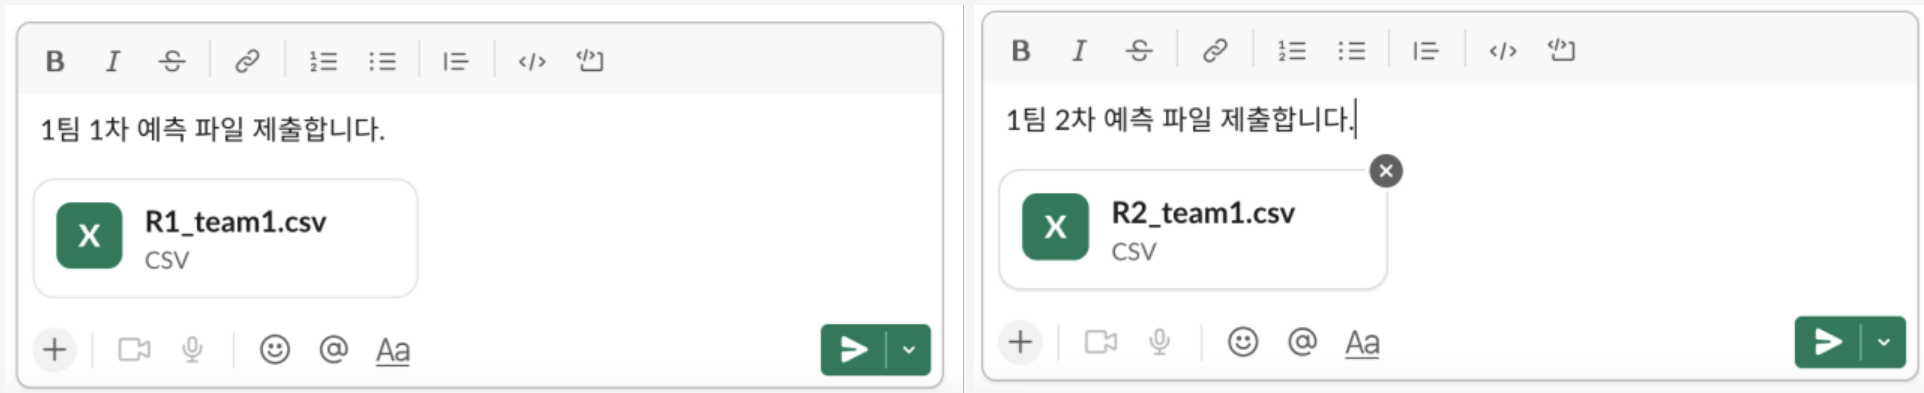 B I S
1팀 1차 예측 파일 제출합니다.
X
R1_team1.csv
CSV
@ Aa
B I S
1팀 2차 예측 파일 제출합니다.
X
R2_team1.csv
CSV
@ Aa